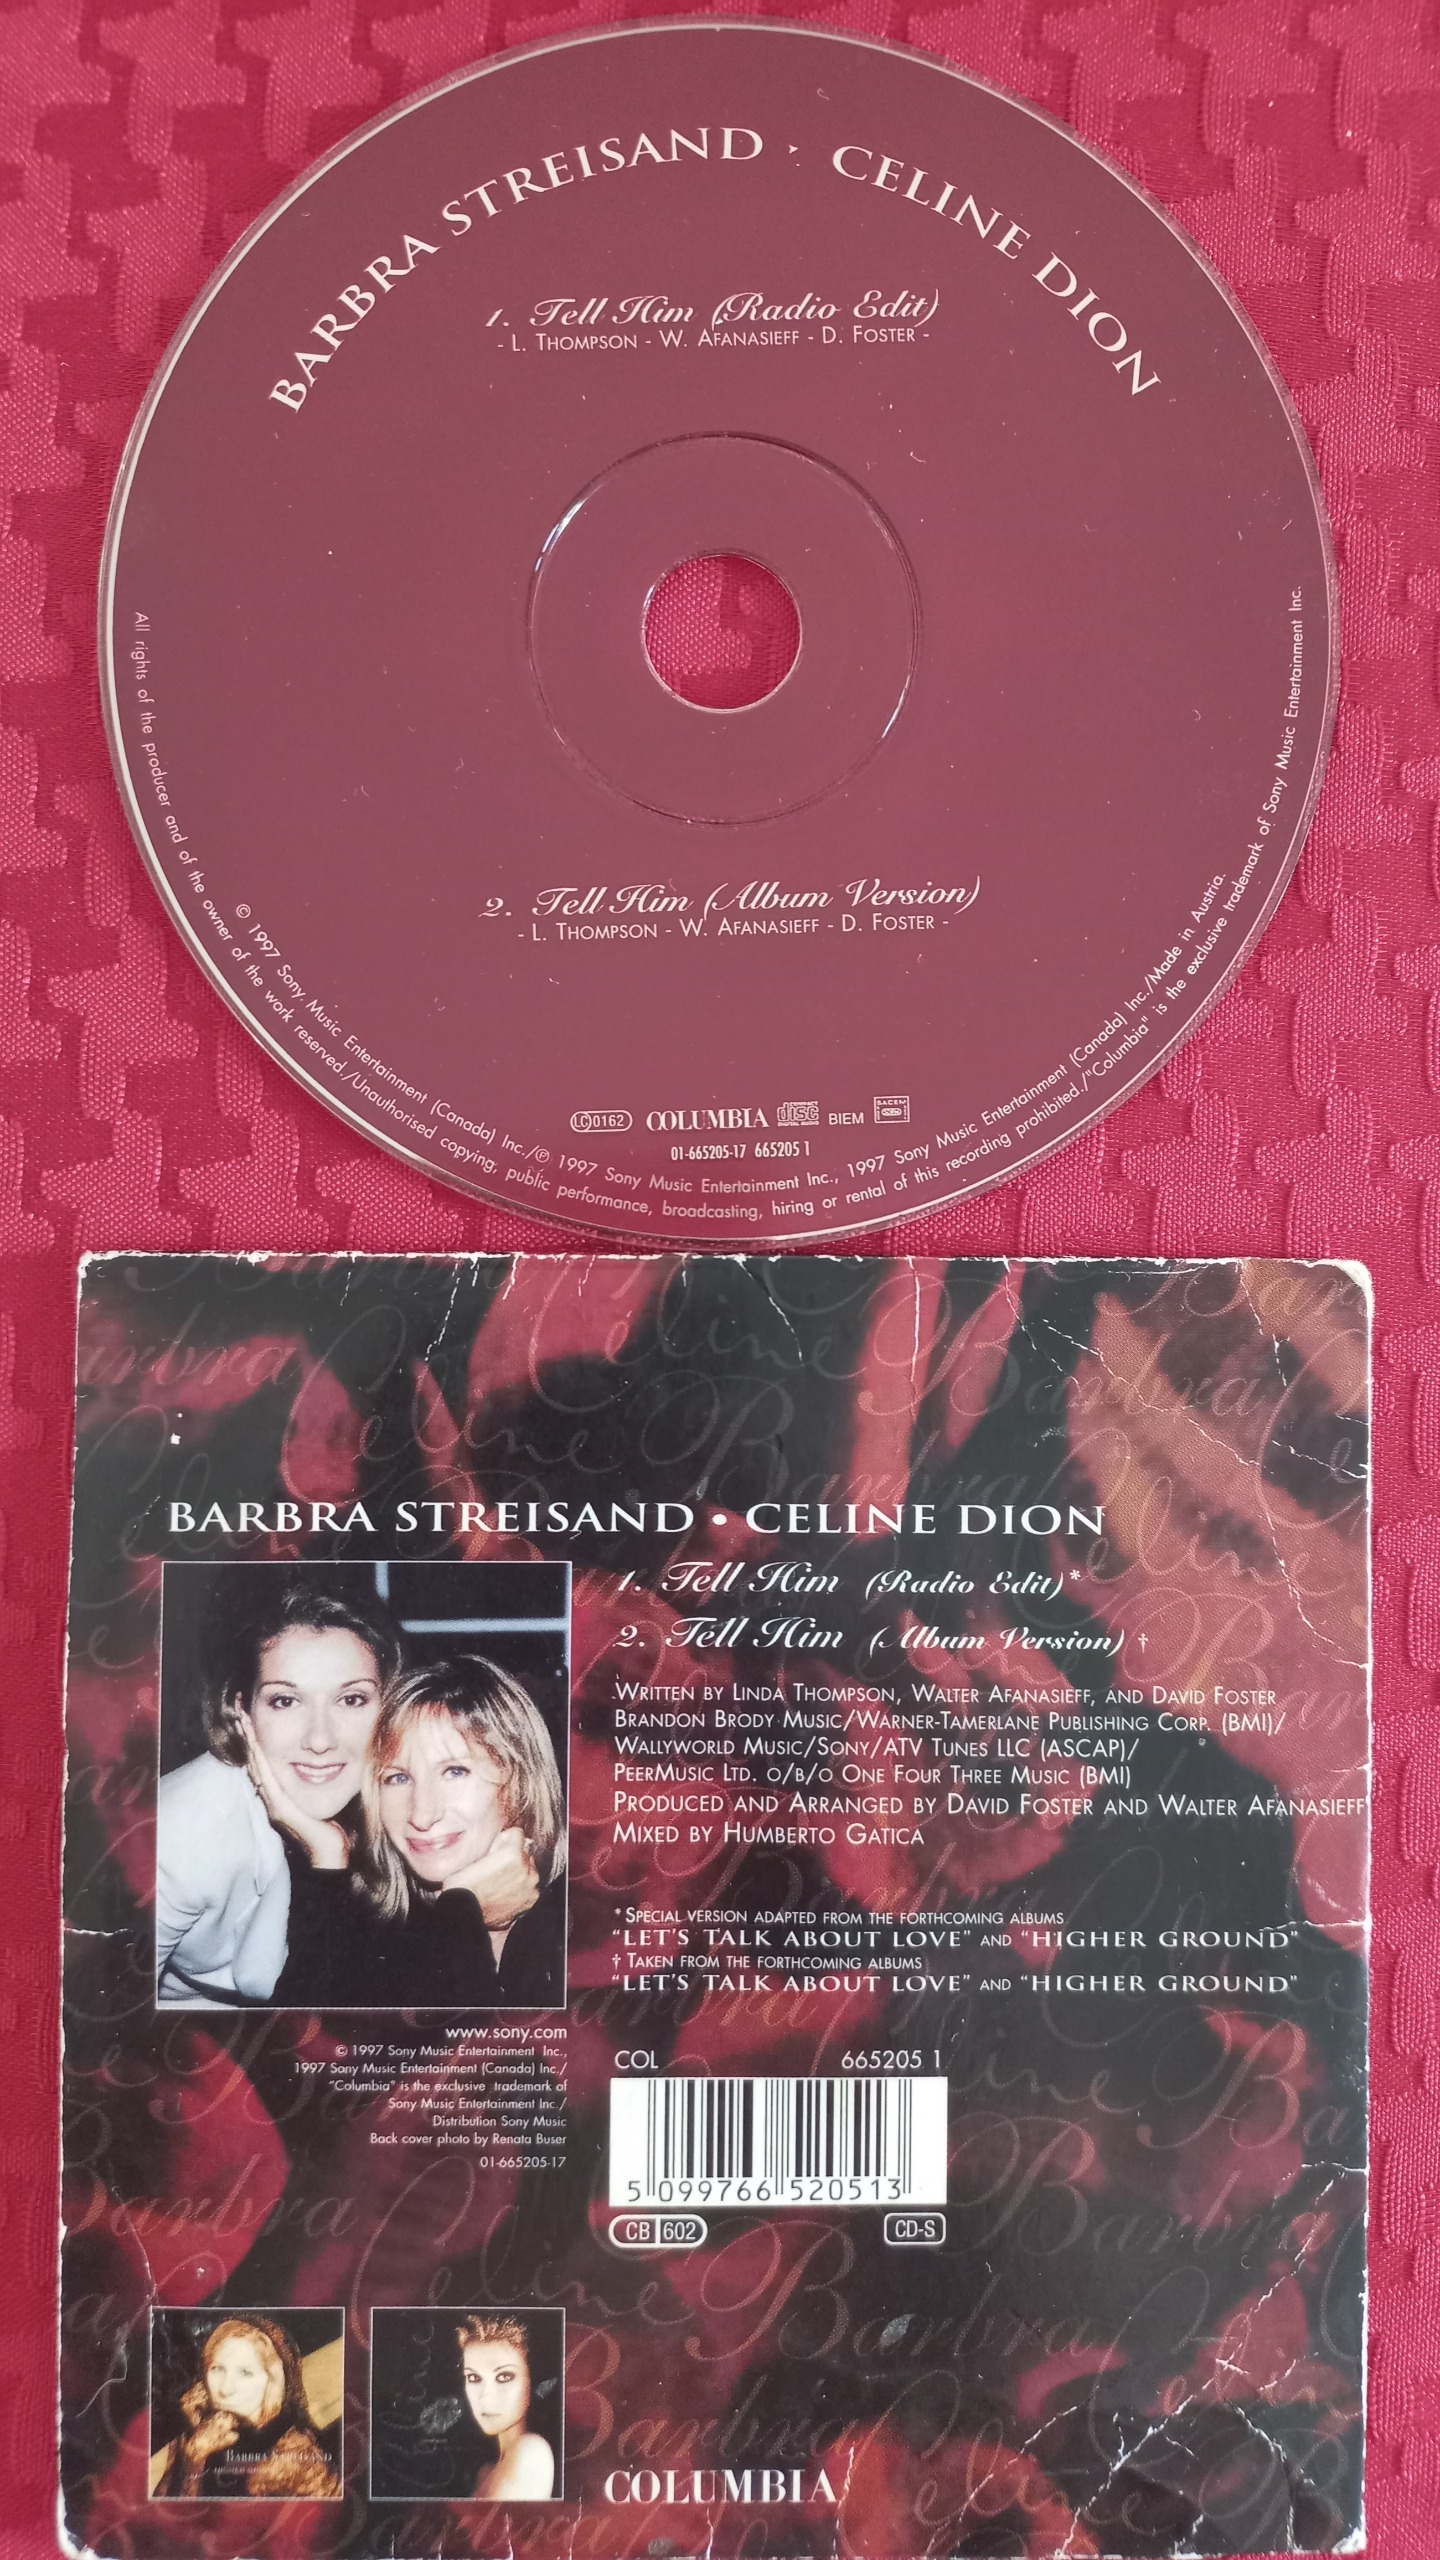 BARBRA STREISAND · CELINE DION
1. Tell Him (Radio Edit)
- L. THOMPSON - W. AFANASIEFF - D. FOSTER -
2. Tell Him (Album Version)
- L. THOMPSON - W. AFANASIEFF - D. FOSTER -
LC 0162 COLUMBIA COMPACT disc DIGITAL AUDIO BIEM SACEM
01-665205-17 665205 1
© 1997 Sony Music Entertainment (Canada) Inc./℗ 1997 Sony Music Entertainment Inc., 1997 Sony Music Entertainment (Canada) Inc./Made in Austria.
All rights of the producer and of the owner of the work reserved./Unauthorised copying, public performance, broadcasting, hiring or rental of this recording prohibited./"Columbia" is the exclusive trademark of Sony Music Entertainment Inc.
BARBRA STREISAND • CELINE DION
1. Tell Him (Radio Edit)*
2. Tell Him (Album Version) †
WRITTEN BY LINDA THOMPSON, WALTER AFANASIEFF, AND DAVID FOSTER
BRANDON BRODY MUSIC/WARNER-TAMERLANE PUBLISHING CORP. (BMI)/
WALLYWORLD MUSIC/SONY/ATV TUNES LLC (ASCAP)/
PEERMUSIC LTD. O/B/O ONE FOUR THREE MUSIC (BMI)
PRODUCED AND ARRANGED BY DAVID FOSTER AND WALTER AFANASIEFF
MIXED BY HUMBERTO GATICA
* SPECIAL VERSION ADAPTED FROM THE FORTHCOMING ALBUMS
"LET'S TALK ABOUT LOVE" AND "HIGHER GROUND"
† TAKEN FROM THE FORTHCOMING ALBUMS
"LET'S TALK ABOUT LOVE" AND "HIGHER GROUND"
www.sony.com
© 1997 Sony Music Entertainment Inc.,
1997 Sony Music Entertainment (Canada) Inc./
"Columbia" is the exclusive trademark of
Sony Music Entertainment Inc./
Distribution Sony Music
Back cover photo by Renata Buser
01-665205-17
COL 665205 1
5 099766 520513
CB 602 CD-S
BARBRA STREISAND
COLUMBIA